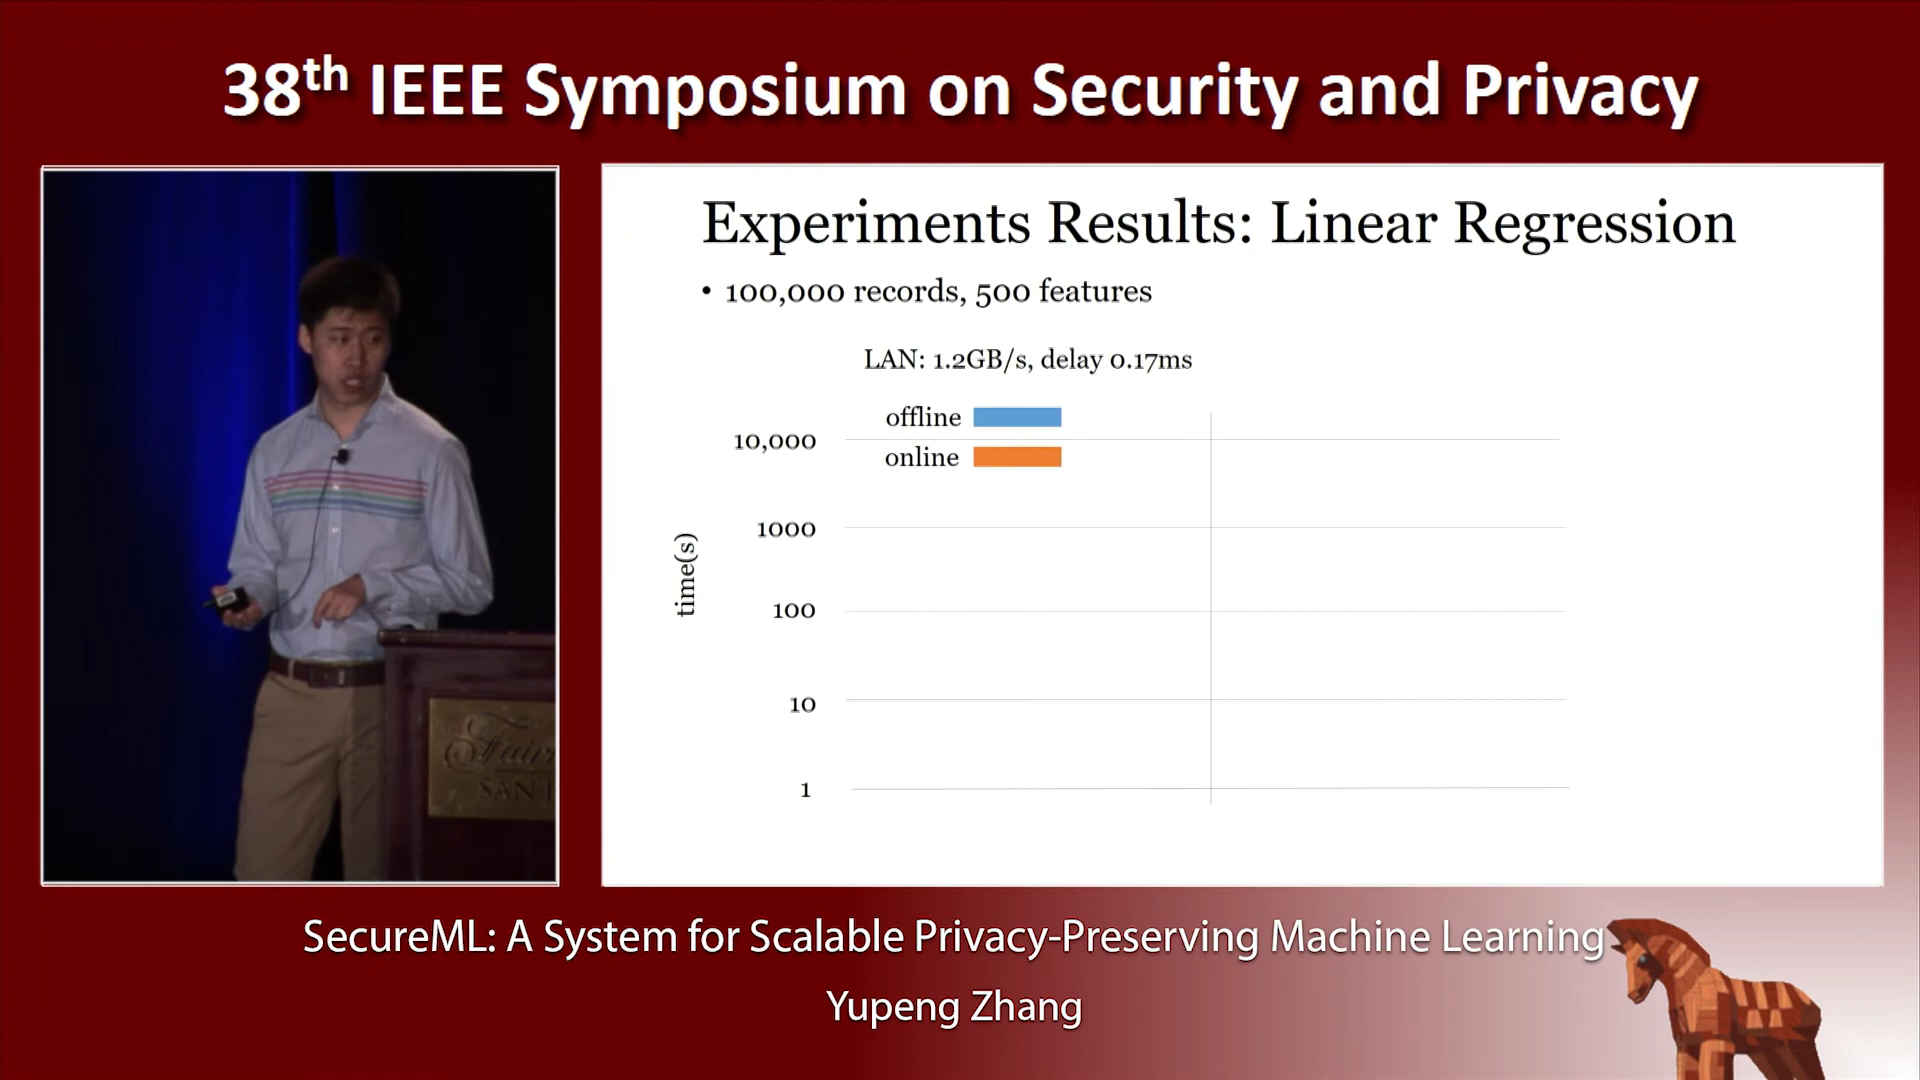 38th IEEE Symposium on Security and Privacy
Experiments Results: Linear Regression
• 100,000 records, 500 features
LAN: 1.2GB/s, delay 0.17ms
offline
online
10,000
1000
100
10
1
time(s)
Fair
SAN
SecureML: A System for Scalable Privacy-Preserving Machine Learning
Yupeng Zhang